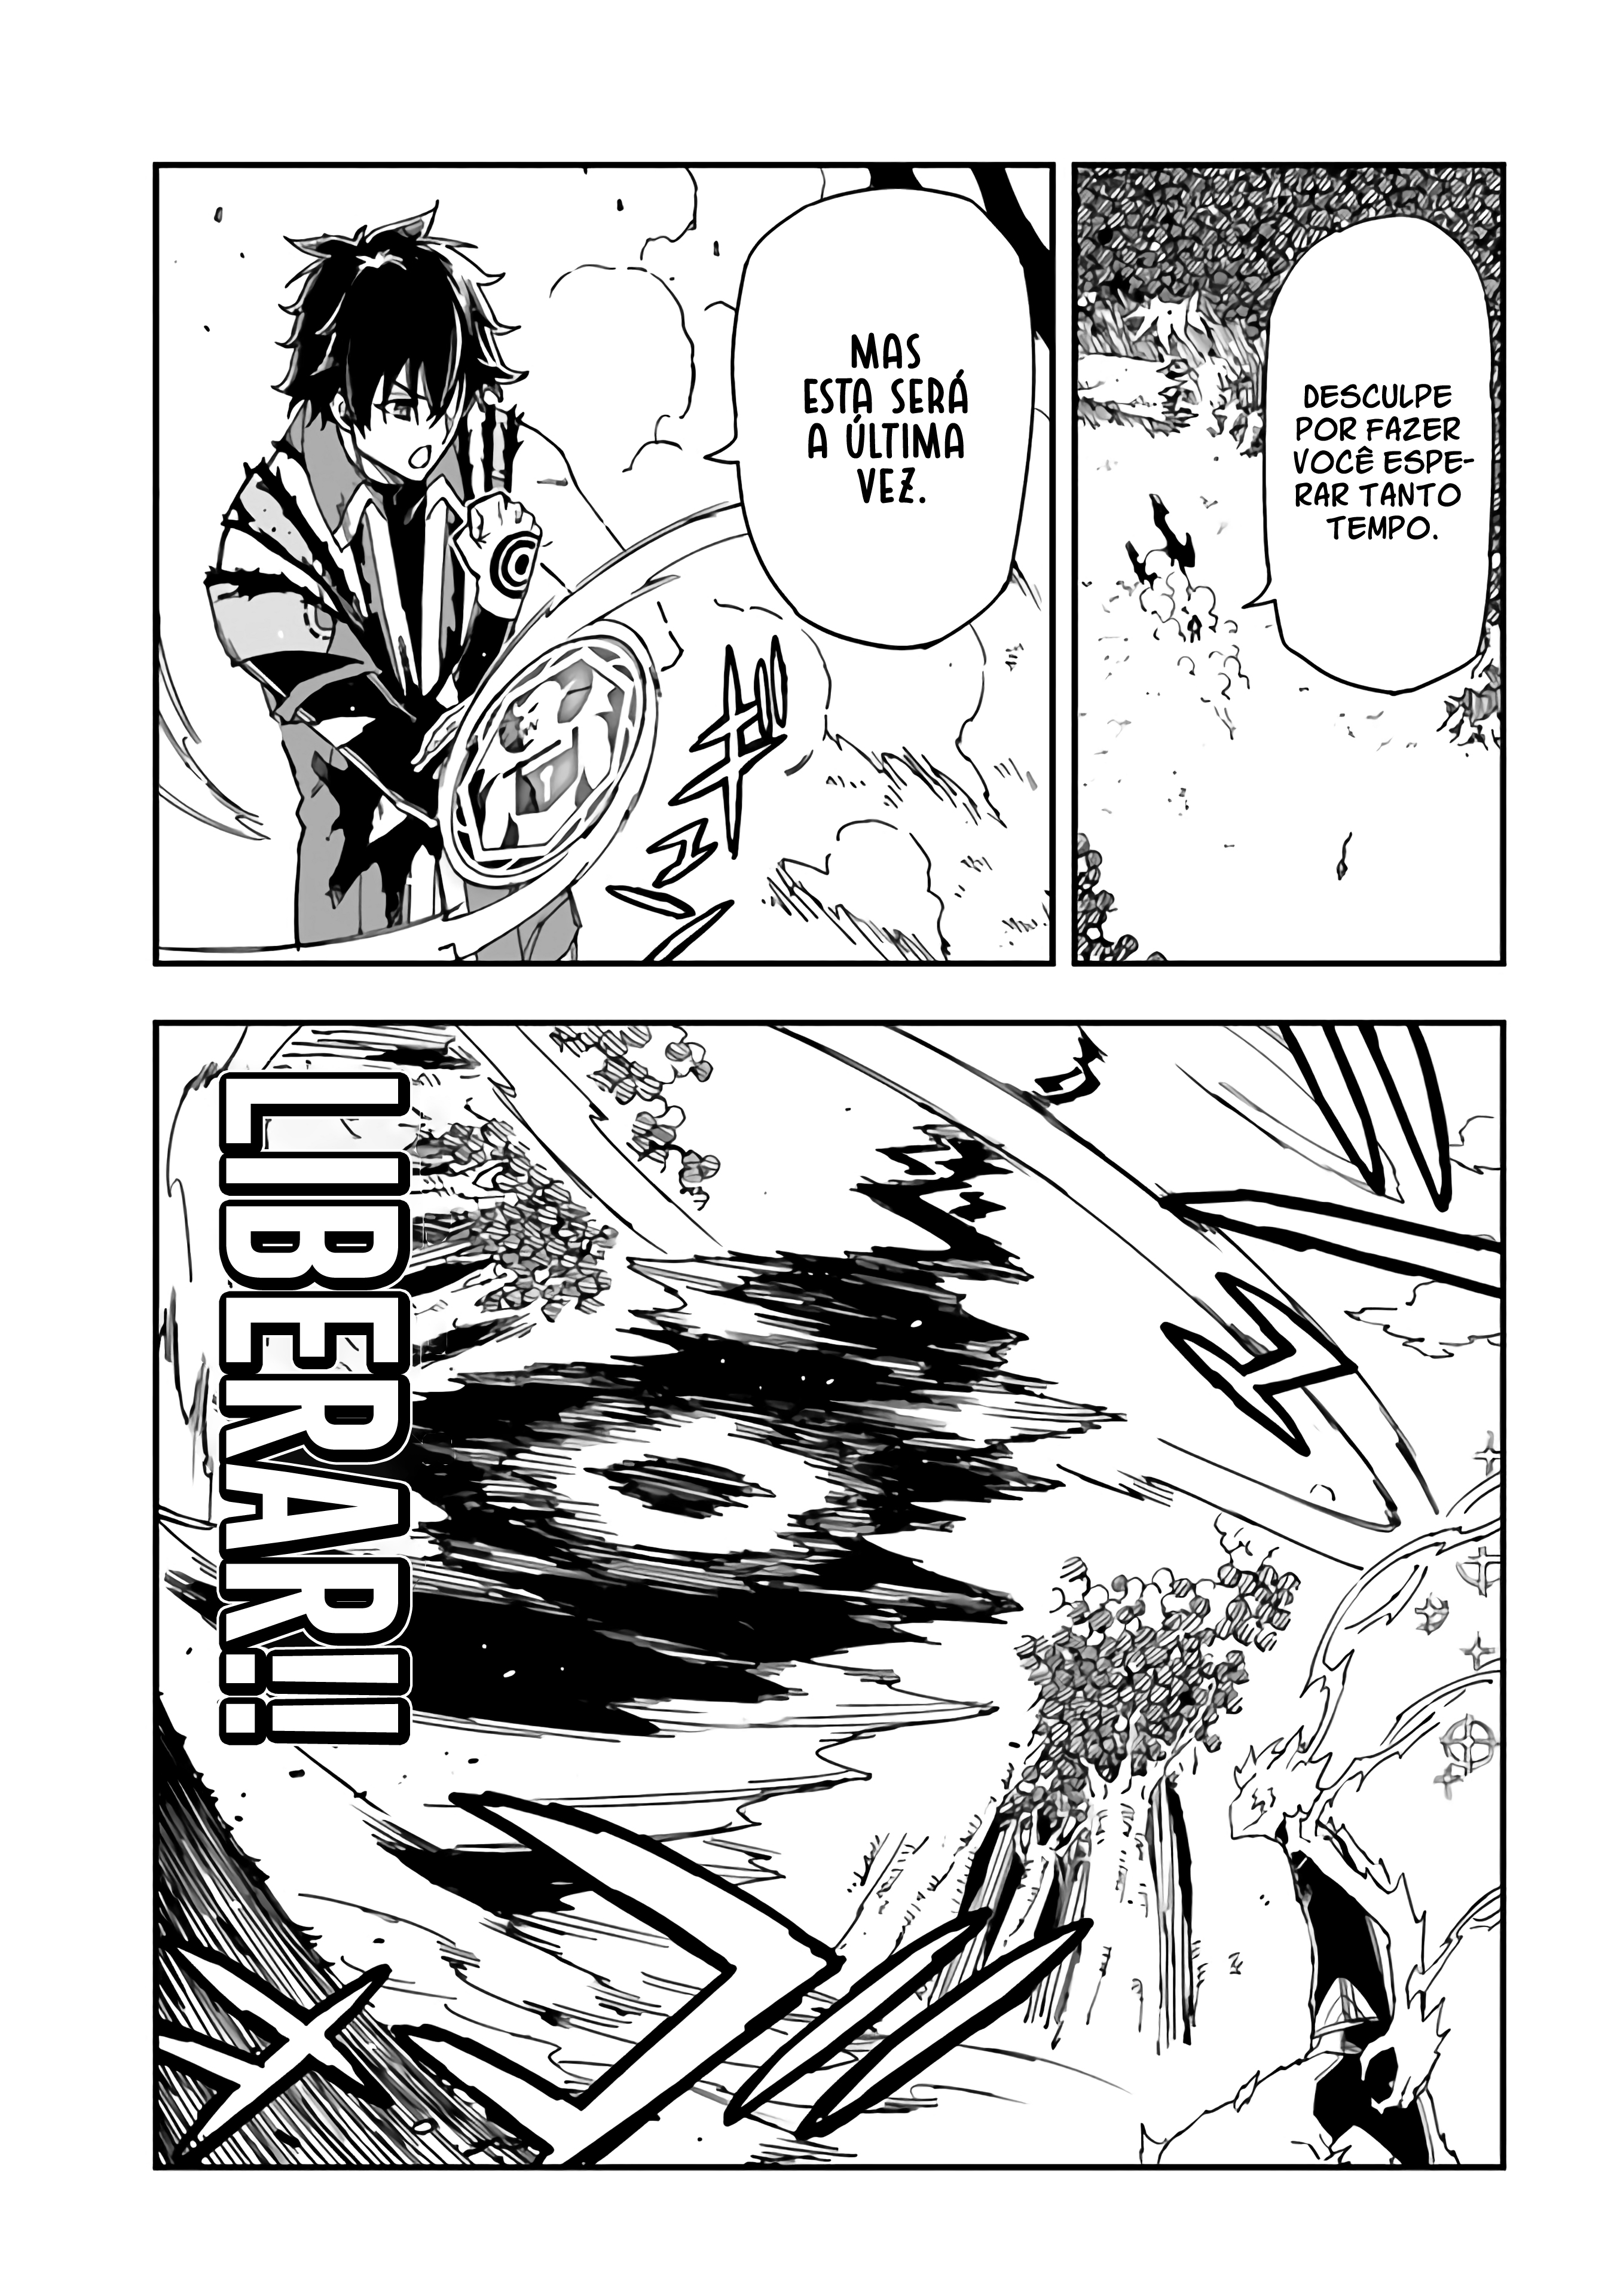 DESCULPE
POR FAZER
VOCÊ ESPE-
RAR TANTO
TEMPO.
MAS
ESTA SERÁ
A ÚLTIMA
VEZ.
LIBERAR!!